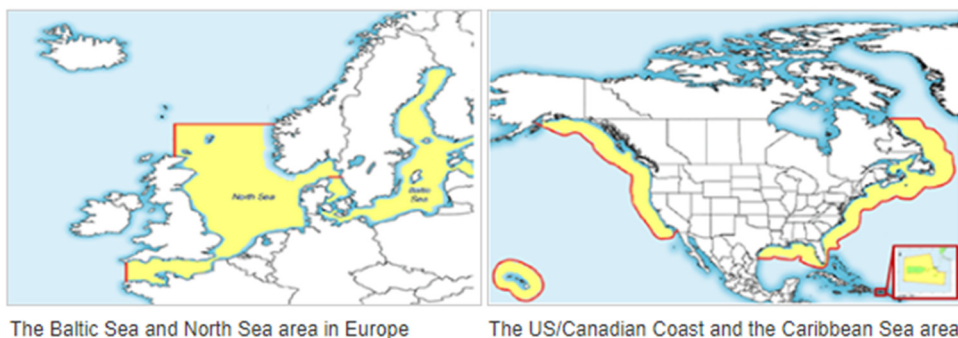 North Sea
Baltic
Sea
The Baltic Sea and North Sea area in Europe
The US/Canadian Coast and the Caribbean Sea area